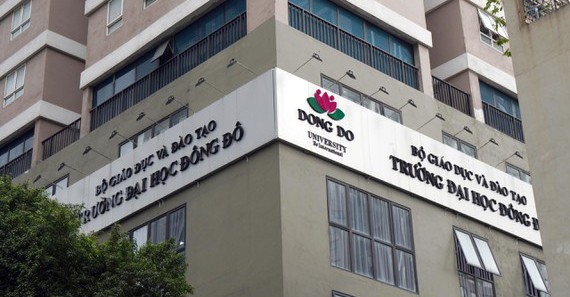 BỘ GIÁO DỤC VÀ ĐÀO TẠO
TRƯỜNG ĐẠI HỌC ĐÔNG ĐÔ
DONG DO
UNIVERSITY
Be International
BỘ GIÁO DỤC VÀ ĐÀO TẠO
TRƯỜNG ĐẠI HỌC ĐÔNG Đ